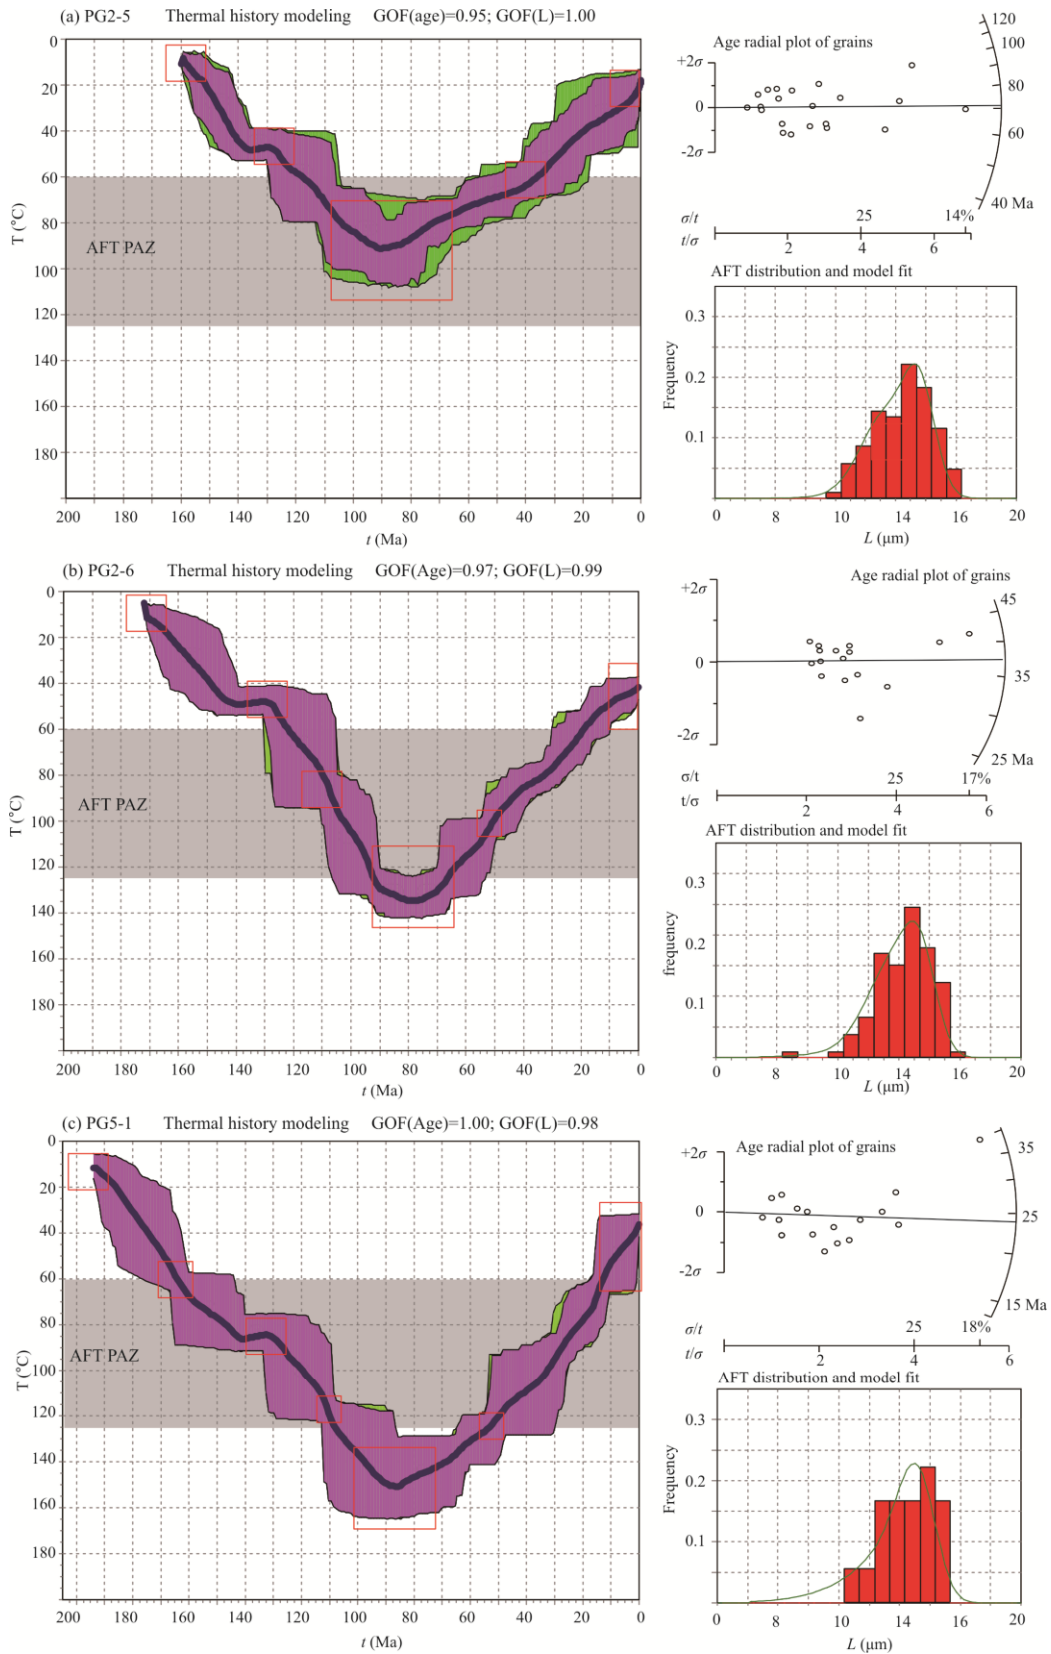 (a) PG2-5 Thermal history modeling GOF(age)=0.95; GOF(L)=1.00
0
20
40
60
80
100
120
140
160
180
T (°C)
AFT PAZ
200 180 160 140 120 100 80 60 40 20 0
t (Ma)
Age radial plot of grains
+2σ
0
-2σ
120
100
80
60
40 Ma
σ/t 25 14%
t/σ 2 4 6
AFT distribution and model fit
0.3
0.2
0.1
Frequency
0 8 10 14 16 20
L (μm)
(b) PG2-6 Thermal history modeling GOF(Age)=0.97; GOF(L)=0.99
0
20
40
60
80
100
120
140
160
180
T (°C)
AFT PAZ
200 180 160 140 120 100 80 60 40 20 0
t (Ma)
Age radial plot of grains
+2σ
0
-2σ
45
35
25 Ma
σ/t 25 17%
t/σ 2 4 6
AFT distribution and model fit
0.3
0.2
0.1
frequency
0 8 10 14 16 20
L (μm)
(c) PG5-1 Thermal history modeling GOF(Age)=1.00; GOF(L)=0.98
0
20
40
60
80
100
120
140
160
180
T (°C)
AFT PAZ
200 180 160 140 120 100 80 60 40 20 0
t (Ma)
Age radial plot of grains
+2σ
0
-2σ
35
25
15 Ma
σ/t 25 18%
t/σ 2 4 6
AFT distribution and model fit
0.3
0.2
0.1
Frequency
0 8 10 14 16 20
L (μm)